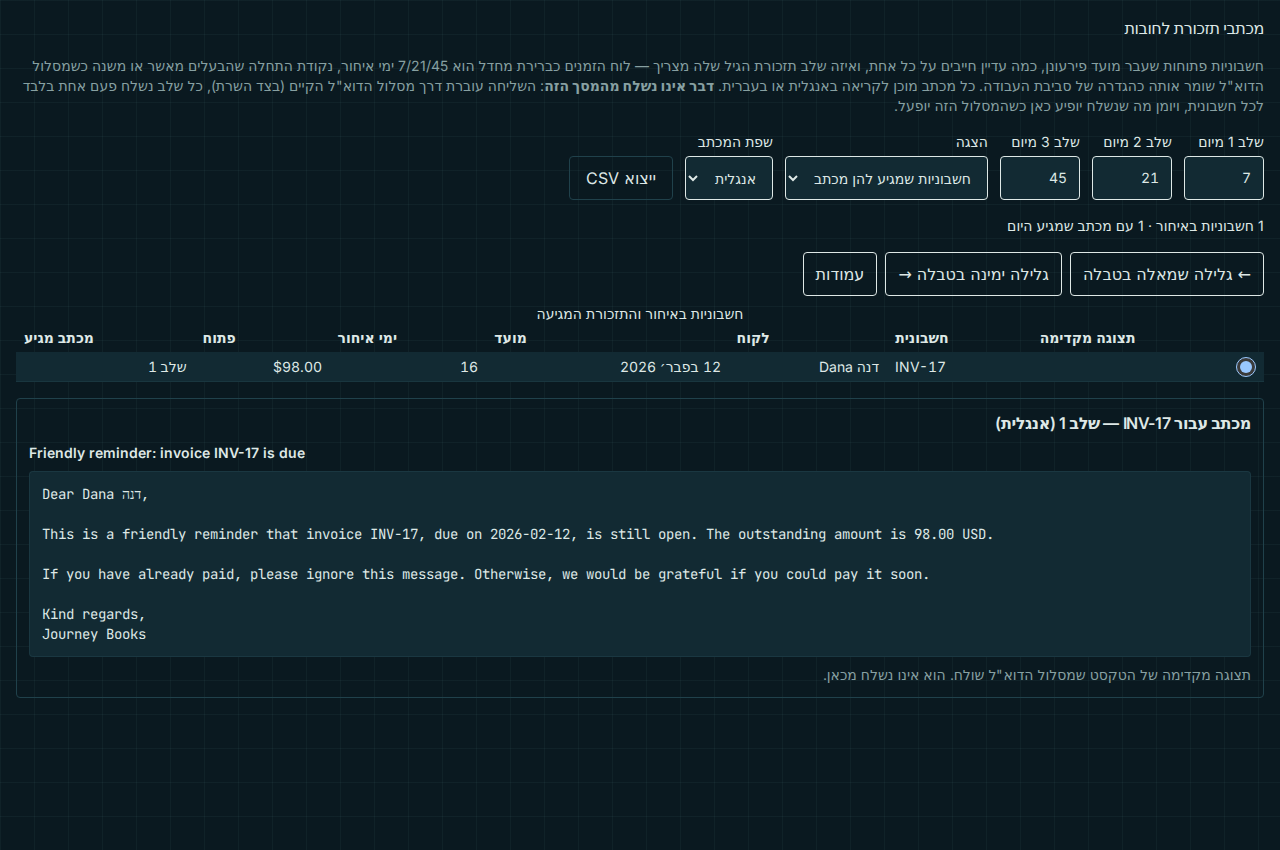 מכתבי תזכורת לחובות
חשבוניות פתוחות שעבר מועד פירעונן, כמה עדיין חייבים על כל אחת, ואיזה שלב תזכורת הגיל שלה מצריך — לוח הזמנים כברירת מחדל הוא 7/21/45 ימי איחור, נקודת התחלה שהבעלים מאשר או משנה כשמסלול
הדוא"ל שומר אותה כהגדרה של סביבת העבודה. כל מכתב מוכן לקריאה באנגלית או בעברית. דבר אינו נשלח מהמסך הזה: השליחה עוברת דרך מסלול הדוא"ל הקיים (בצד השרת), כל שלב נשלח פעם אחת בלבד
לכל חשבונית, ויומן מה שנשלח יופיע כאן כשהמסלול הזה יופעל.
שלב 1 מיום שלב 2 מיום שלב 3 מיום הצגה שפת המכתב
7 21 45 חשבוניות שמגיע להן מכתב אנגלית ייצוא CSV
1 חשבוניות באיחור · 1 עם מכתב שמגיע היום
← גלילה שמאלה בטבלה גלילה ימינה בטבלה → עמודות
חשבוניות באיחור והתזכורת המגיעה
תצוגה מקדימה חשבונית לקוח מועד ימי איחור פתוח מכתב מגיע
INV-17 דנה Dana 12 בפבר׳ 2026 16 $98.00 שלב 1
מכתב עבור INV-17 — שלב 1 (אנגלית)
Friendly reminder: invoice INV-17 is due
Dear Dana דנה,
This is a friendly reminder that invoice INV-17, due on 2026-02-12, is still open. The outstanding amount is 98.00 USD.
If you have already paid, please ignore this message. Otherwise, we would be grateful if you could pay it soon.
Kind regards,
Journey Books
תצוגה מקדימה של הטקסט שמסלול הדוא"ל שולח. הוא אינו נשלח מכאן.